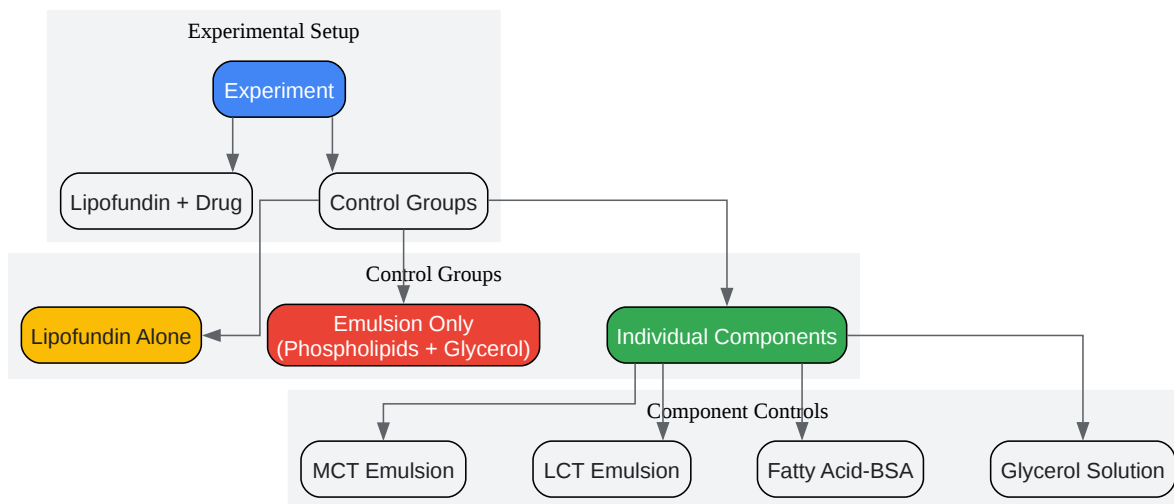 Experimental Setup
Experiment
Lipofundin + Drug
Control Groups
Control Groups
Lipofundin Alone
Emulsion Only
(Phospholipids + Glycerol)
Individual Components
Component Controls
MCT Emulsion
LCT Emulsion
Fatty Acid-BSA
Glycerol Solution